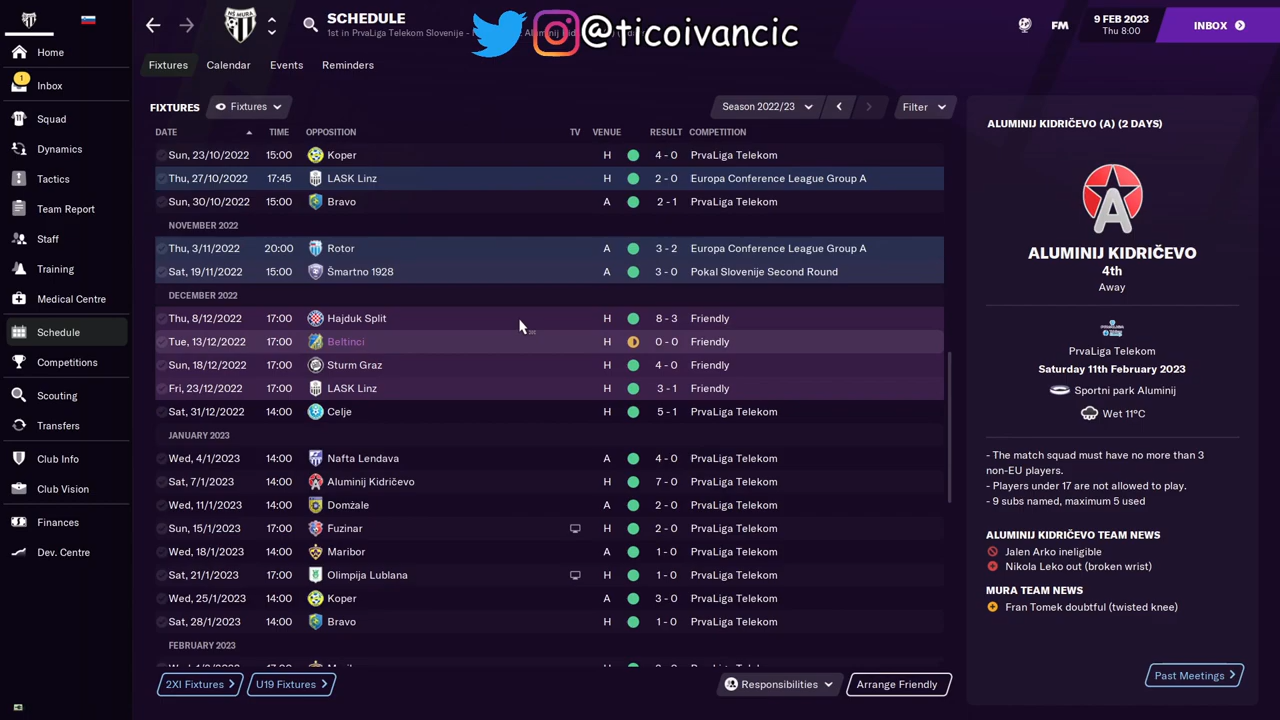 SCHEDULE
1st in PrvaLiga Telekom Slovenije
@ticoivancic
FM
9 FEB 2023
Thu 8:00
INBOX
Home
1
Inbox
Squad
Dynamics
Tactics
Team Report
Staff
Training
Medical Centre
Schedule
Competitions
Scouting
Transfers
Club Info
Club Vision
Finances
Dev. Centre
Fixtures Calendar Events Reminders
FIXTURES Fixtures Season 2022/23 Filter
DATE TIME OPPOSITION TV VENUE RESULT COMPETITION
Sun, 23/10/2022 15:00 Koper H 4 - 0 PrvaLiga Telekom
Thu, 27/10/2022 17:45 LASK Linz H 2 - 0 Europa Conference League Group A
Sun, 30/10/2022 15:00 Bravo A 2 - 1 PrvaLiga Telekom
NOVEMBER 2022
Thu, 3/11/2022 20:00 Rotor A 3 - 2 Europa Conference League Group A
Sat, 19/11/2022 15:00 Šmartno 1928 A 3 - 0 Pokal Slovenije Second Round
DECEMBER 2022
Thu, 8/12/2022 17:00 Hajduk Split H 8 - 3 Friendly
Tue, 13/12/2022 17:00 Beltinci H 0 - 0 Friendly
Sun, 18/12/2022 17:00 Sturm Graz H 4 - 0 Friendly
Fri, 23/12/2022 17:00 LASK Linz H 3 - 1 Friendly
Sat, 31/12/2022 14:00 Celje H 5 - 1 PrvaLiga Telekom
JANUARY 2023
Wed, 4/1/2023 14:00 Nafta Lendava A 4 - 0 PrvaLiga Telekom
Sat, 7/1/2023 14:00 Aluminij Kidričevo H 7 - 0 PrvaLiga Telekom
Wed, 11/1/2023 14:00 Domžale A 2 - 0 PrvaLiga Telekom
Sun, 15/1/2023 17:00 Fuzinar H 2 - 0 PrvaLiga Telekom
Wed, 18/1/2023 14:00 Maribor A 1 - 0 PrvaLiga Telekom
Sat, 21/1/2023 17:00 Olimpija Lublana H 1 - 0 PrvaLiga Telekom
Wed, 25/1/2023 14:00 Koper A 3 - 0 PrvaLiga Telekom
Sat, 28/1/2023 14:00 Bravo H 1 - 0 PrvaLiga Telekom
FEBRUARY 2023
2XI Fixtures U19 Fixtures Responsibilities Arrange Friendly
ALUMINIJ KIDRIČEVO (A) (2 DAYS)
ALUMINIJ KIDRIČEVO
4th
Away
PrvaLiga Telekom
Saturday 11th February 2023
Sportni park Aluminij
Wet 11°C
- The match squad must have no more than 3
non-EU players.
- Players under 17 are not allowed to play.
- 9 subs named, maximum 5 used
ALUMINIJ KIDRIČEVO TEAM NEWS
Jalen Arko ineligible
Nikola Leko out (broken wrist)
MURA TEAM NEWS
Fran Tomek doubtful (twisted knee)
Past Meetings